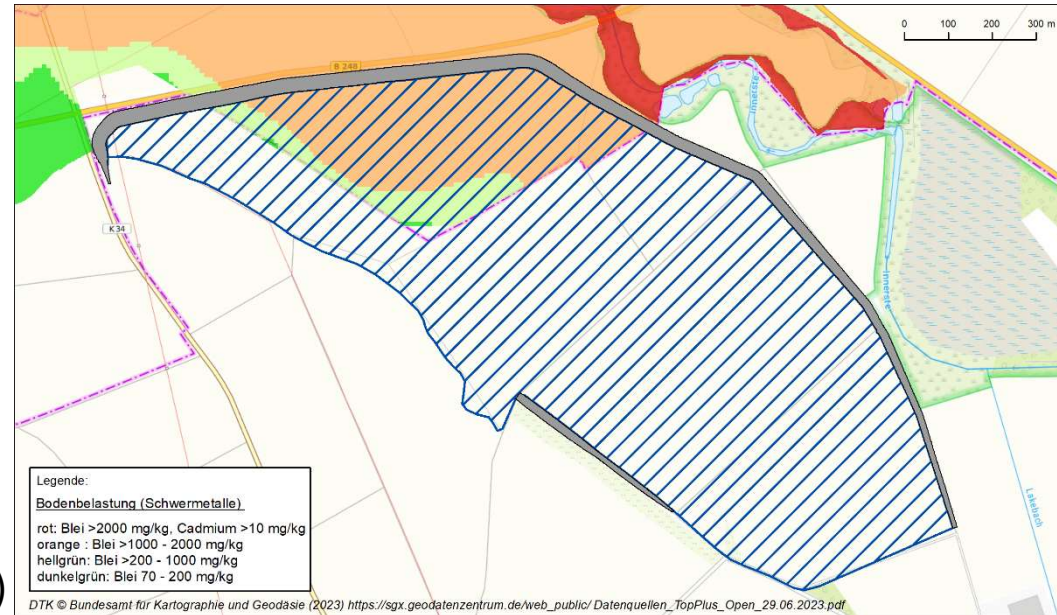 0 100 200 300 m
B 248
Innerste
K 34
Innerste
Lakebach
Legende:
Bodenbelastung (Schwermetalle)
rot: Blei >2000 mg/kg, Cadmium >10 mg/kg
orange : Blei >1000 - 2000 mg/kg
hellgrün: Blei >200 - 1000 mg/kg
dunkelgrün: Blei 70 - 200 mg/kg
)
DTK © Bundesamt für Kartographie und Geodäsie (2023) https://sgx.geodatenzentrum.de/web_public/ Datenquellen_TopPlus_Open_29.06.2023.pdf